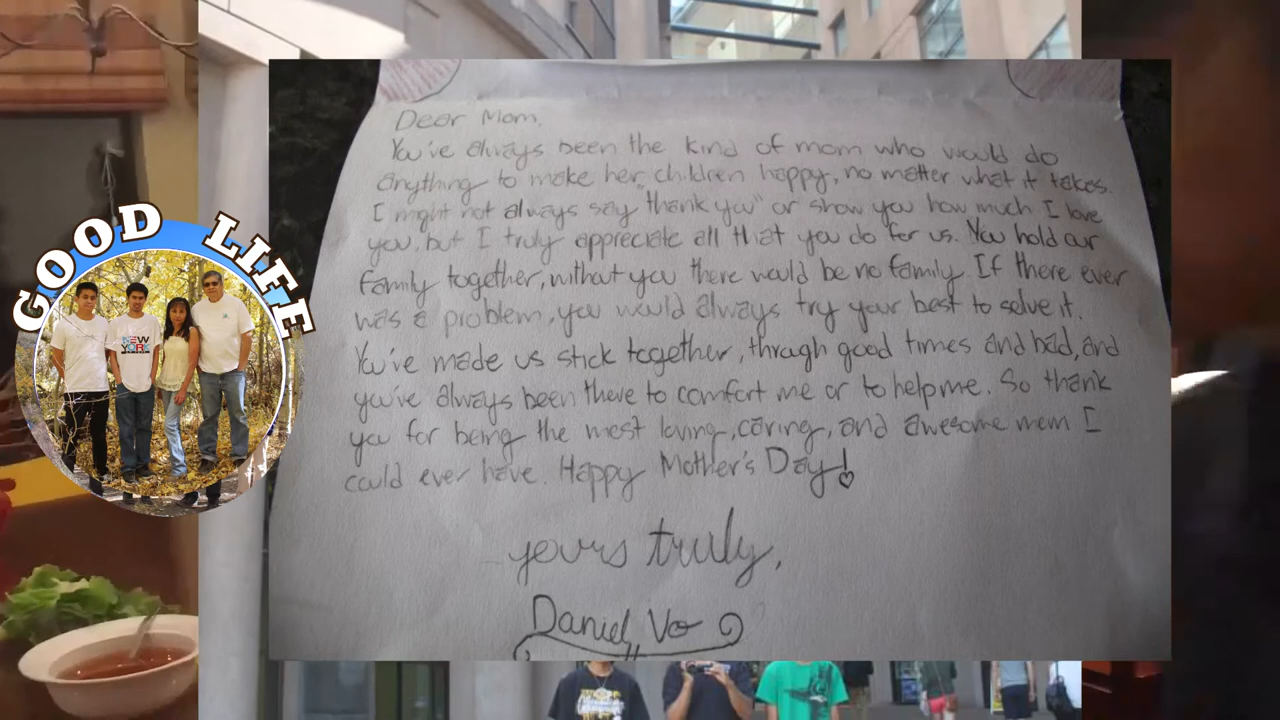 GOOD LIFE
NEW
YORK
Dear Mom,
You've always been the kind of mom who would do
anything to make her children happy, no matter what it takes.
I might not always say "thank you" or show you how much I love
you, but I truly appreciate all that you do for us. You hold our
family together, without you there would be no family. If there ever
was a problem, you would always try your best to solve it.
You've made us stick together, through good times and bad, and
you've always been there to comfort me or to help me. So thank
you for being the most loving, caring, and awesome mom I
could ever have. Happy Mother's Day!
yours truly,
Daniel Vo